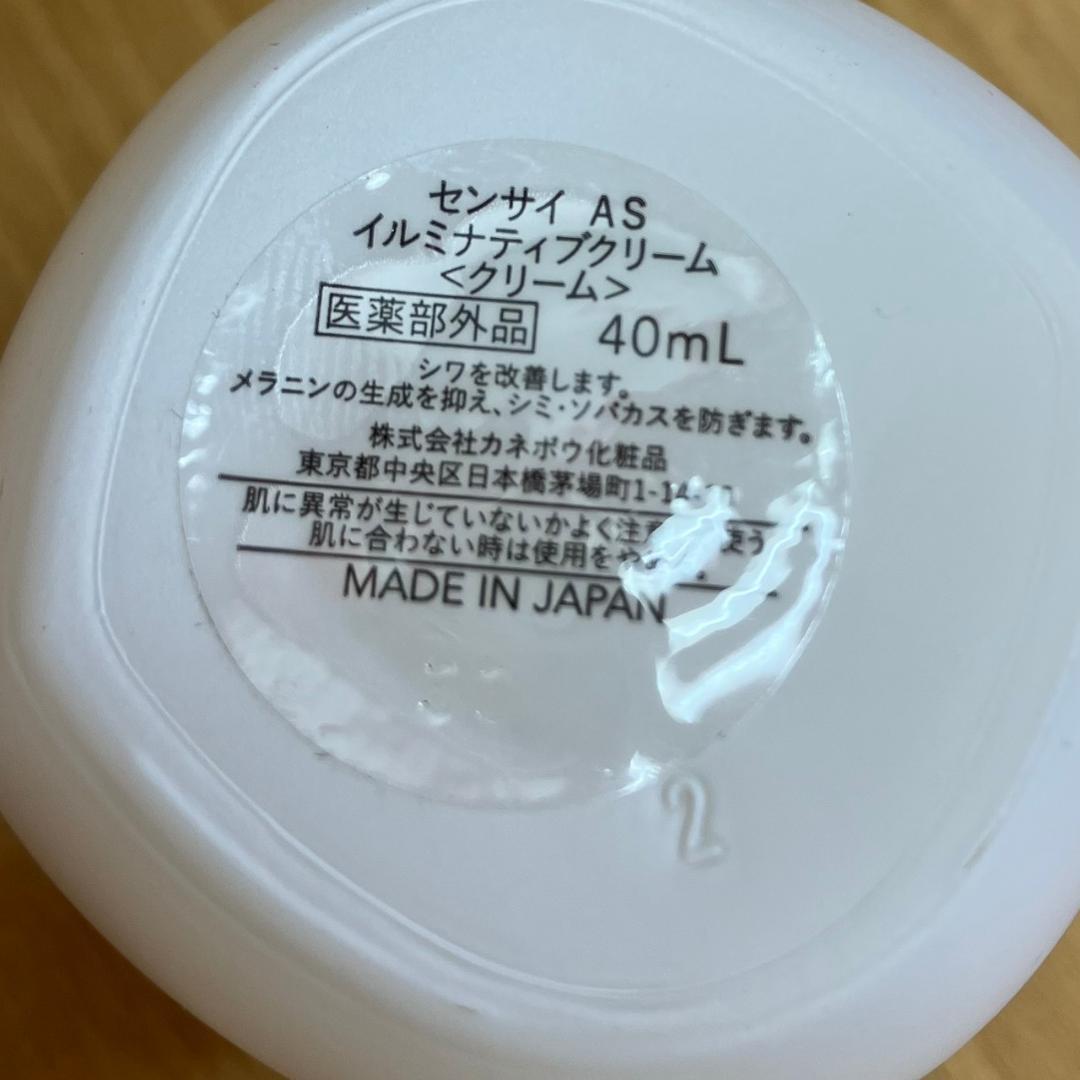 センサイ AS
イルミナティブクリーム
<クリーム>
医薬部外品 40mL
シワを改善します。
メラニンの生成を抑え、シミ・ソバカスを防ぎます。
株式会社カネボウ化粧品
東京都中央区日本橋茅場町1-14-
肌に異常が生じていないかよく注意 使う
肌に合わない時は使用をや
MADE IN JAPAN
2